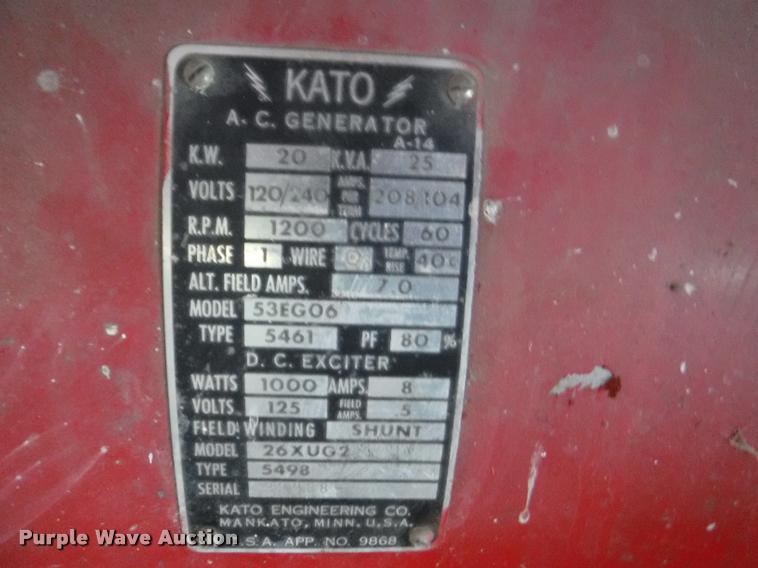 KATO
A. C. GENERATOR
A-14
K.W. 20 K.V.A. 25
VOLTS 120/240 AMPS. PER TERM 208/104
R.P.M. 1200 CYCLES 60
PHASE 1 WIRE TEMP. RISE 40c
ALT. FIELD AMPS. 7.0
MODEL 53EG06
TYPE 5461 PF 80 %
D. C. EXCITER
WATTS 1000 AMPS. 8
VOLTS 125 FIELD AMPS. .5
FIELD WINDING SHUNT
MODEL 26XUG2
TYPE 5498
SERIAL
KATO ENGINEERING CO.
MANKATO, MINN. U.S.A.
S.A. APP. NO. 9868
Purple Wave Auction